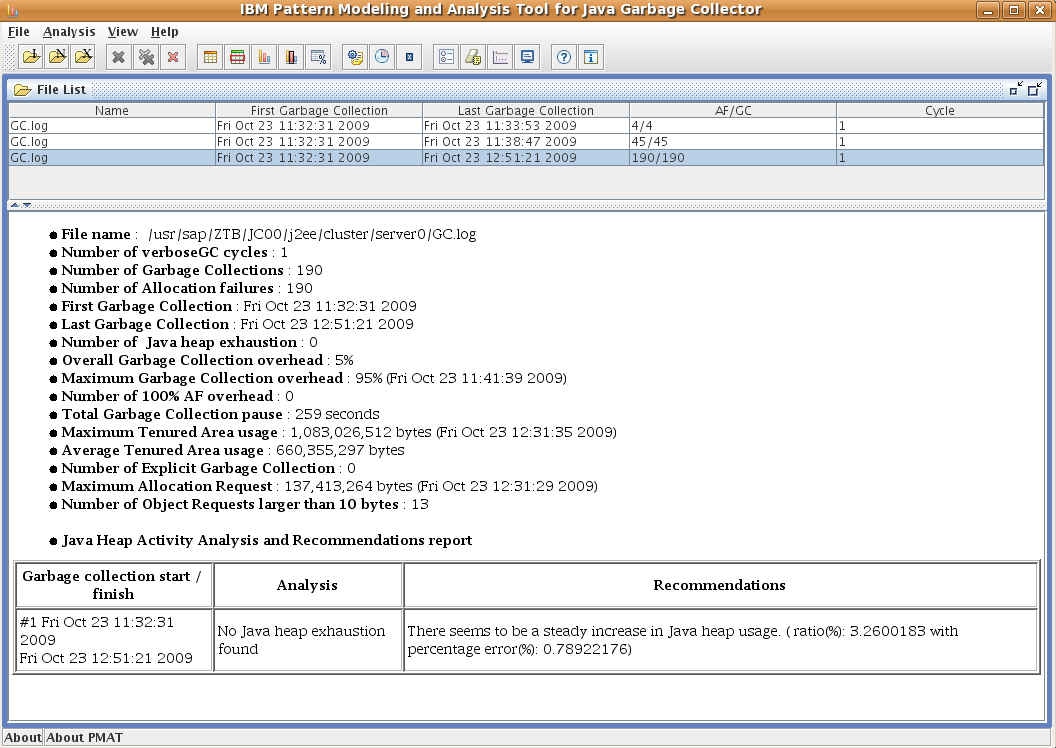 IBM Pattern Modeling and Analysis Tool for Java Garbage Collector
File Analysis View Help
File List
Name First Garbage Collection Last Garbage Collection AF/GC Cycle
GC.log Fri Oct 23 11:32:31 2009 Fri Oct 23 11:33:53 2009 4/4 1
GC.log Fri Oct 23 11:32:31 2009 Fri Oct 23 11:38:47 2009 45/45 1
GC.log Fri Oct 23 11:32:31 2009 Fri Oct 23 12:51:21 2009 190/190 1
● File name : /usr/sap/ZTB/JC00/j2ee/cluster/server0/GC.log
● Number of verboseGC cycles : 1
● Number of Garbage Collections : 190
● Number of Allocation failures : 190
● First Garbage Collection : Fri Oct 23 11:32:31 2009
● Last Garbage Collection : Fri Oct 23 12:51:21 2009
● Number of Java heap exhaustion : 0
● Overall Garbage Collection overhead : 5%
● Maximum Garbage Collection overhead : 95% (Fri Oct 23 11:41:39 2009)
● Number of 100% AF overhead : 0
● Total Garbage Collection pause : 259 seconds
● Maximum Tenured Area usage : 1,083,026,512 bytes (Fri Oct 23 12:31:35 2009)
● Average Tenured Area usage : 660,355,297 bytes
● Number of Explicit Garbage Collection : 0
● Maximum Allocation Request : 137,413,264 bytes (Fri Oct 23 12:31:29 2009)
● Number of Object Requests larger than 10 bytes : 13
● Java Heap Activity Analysis and Recommendations report
Garbage collection start /
finish
Analysis
Recommendations
#1 Fri Oct 23 11:32:31
2009
Fri Oct 23 12:51:21 2009
No Java heap exhaustion
found
There seems to be a steady increase in Java heap usage. ( ratio(%): 3.2600183 with
percentage error(%): 0.78922176)
About About PMAT